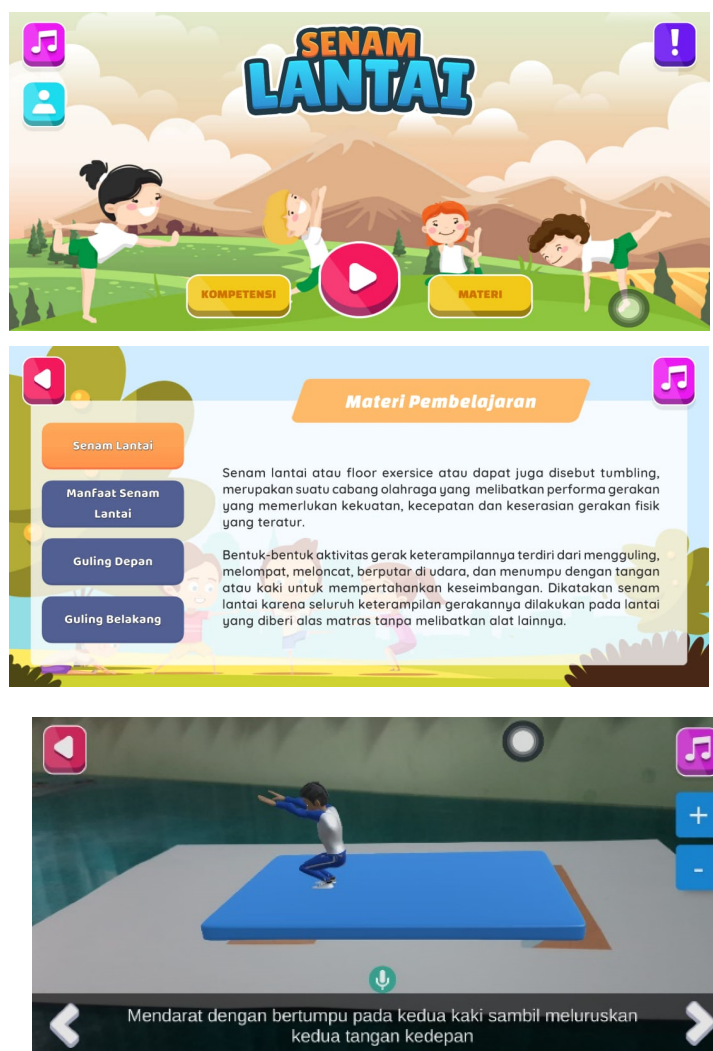 SENAM
LANTAI
!
KOMPETENSI
MATERI
Materi Pembelajaran
Senam Lantai
Manfaat Senam
Lantai
Guling Depan
Guling Belakang
Senam lantai atau floor exersice atau dapat juga disebut tumbling,
merupakan suatu cabang olahraga yang melibatkan performa gerakan
yang memerlukan kekuatan, kecepatan dan keserasian gerakan fisik
yang teratur.
Bentuk-bentuk aktivitas gerak keterampilannya terdiri dari mengguling,
melompat, meloncat, berputar di udara, dan menumpu dengan tangan
atau kaki untuk mempertahankan keseimbangan. Dikatakan senam
lantai karena seluruh keterampilan gerakannya dilakukan pada lantai
yang diberi alas matras tanpa melibatkan alat lainnya.
+
-
Mendarat dengan bertumpu pada kedua kaki sambil meluruskan
kedua tangan kedepan